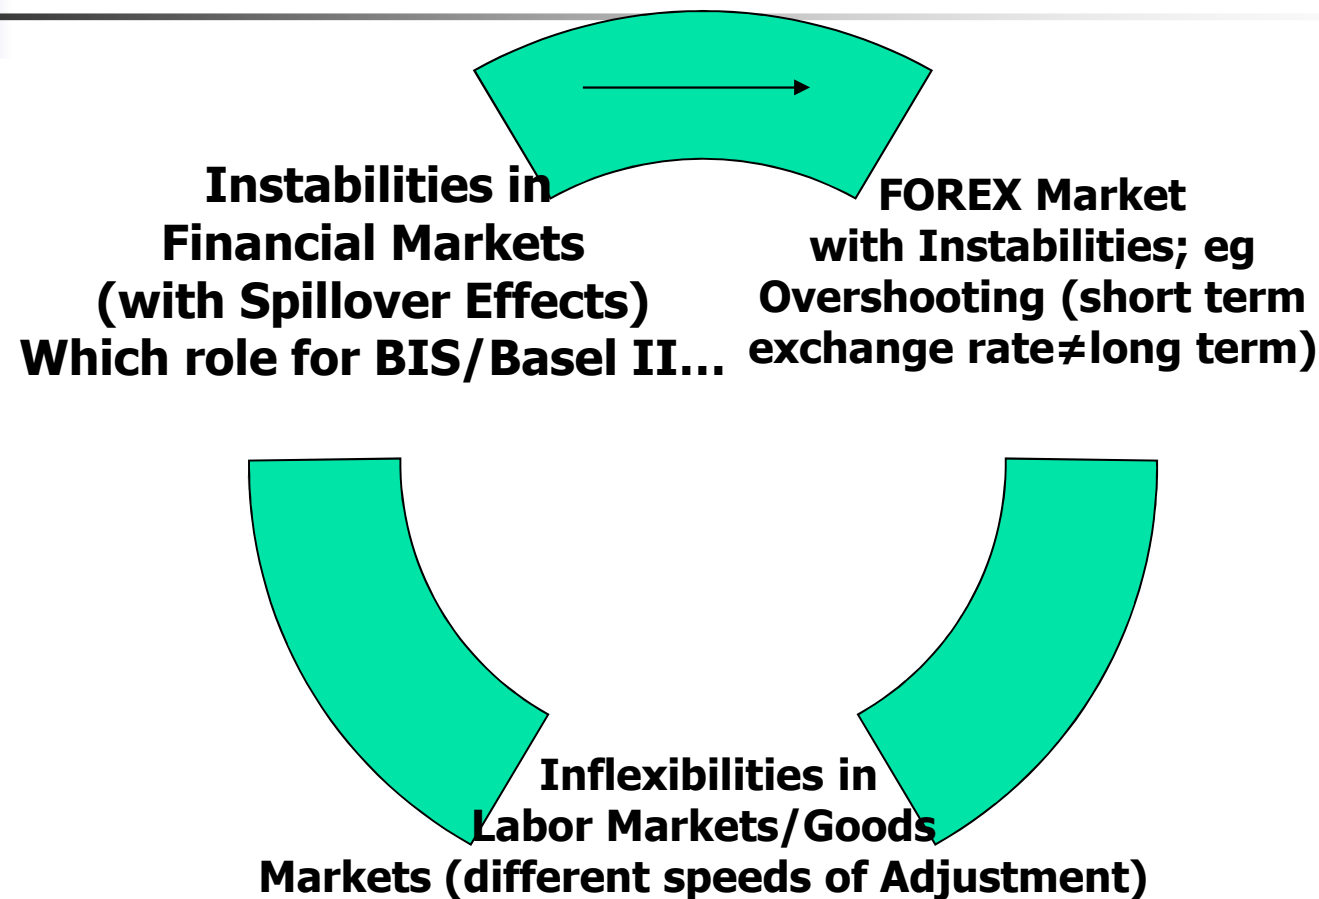 Instabilities in
Financial Markets
(with Spillover Effects)
Which role for BIS/Basel II...
FOREX Market
with Instabilities; eg
Overshooting (short term
exchange rate≠long term)
Inflexibilities in
Labor Markets/Goods
Markets (different speeds of Adjustment)